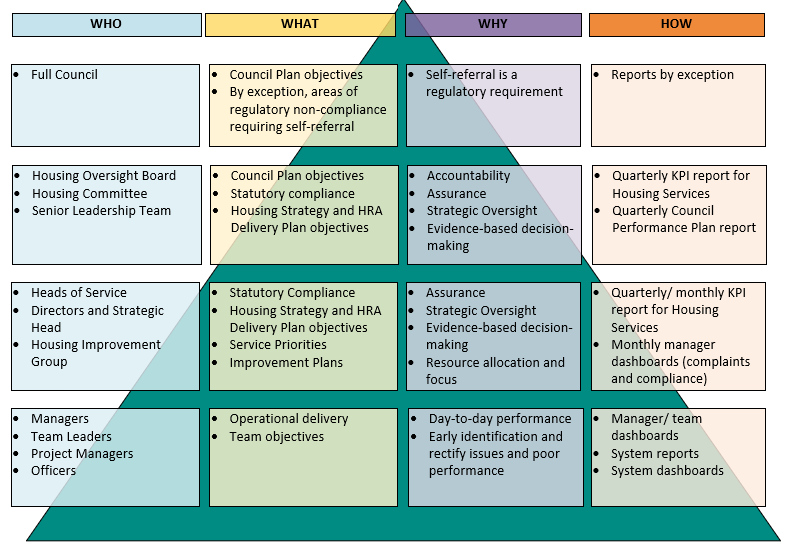 WHO
WHAT
WHY
HOW
• Full Council
• Council Plan objectives
• By exception, areas of
regulatory non-compliance
requiring self-referral
• Self-referral is a
regulatory requirement
• Reports by exception
• Housing Oversight Board
• Housing Committee
• Senior Leadership Team
• Council Plan objectives
• Statutory compliance
• Housing Strategy and HRA
Delivery Plan objectives
• Accountability
• Assurance
• Strategic Oversight
• Evidence-based decision-
making
• Quarterly KPI report for
Housing Services
• Quarterly Council
Performance Plan report
• Heads of Service
• Directors and Strategic
Head
• Housing Improvement
Group
• Statutory Compliance
• Housing Strategy and HRA
Delivery Plan objectives
• Service Priorities
• Improvement Plans
• Assurance
• Strategic Oversight
• Evidence-based decision-
making
• Resource allocation and
focus
• Quarterly/ monthly KPI
report for Housing
Services
• Monthly manager
dashboards (complaints
and compliance)
• Managers
• Team Leaders
• Project Managers
• Officers
• Operational delivery
• Team objectives
• Day-to-day performance
• Early identification and
rectify issues and poor
performance
• Manager/ team
dashboards
• System reports
• System dashboards